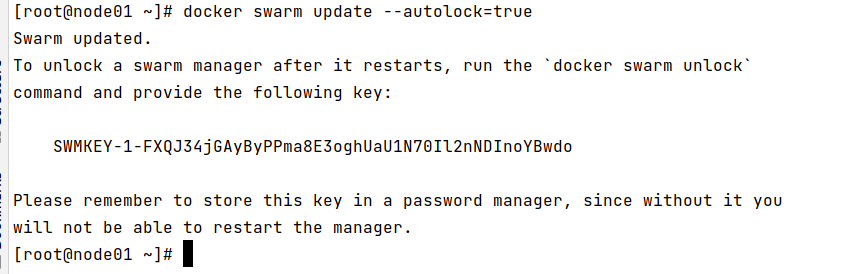 [root@node01 ~]# docker swarm update --autolock=true
Swarm updated.
To unlock a swarm manager after it restarts, run the `docker swarm unlock`
command and provide the following key:
SWMKEY-1-FXQJ34jGAyByPPma8E3oghUaU1N70Il2nNDInoYBwdo
Please remember to store this key in a password manager, since without it you
will not be able to restart the manager.
[root@node01 ~]#